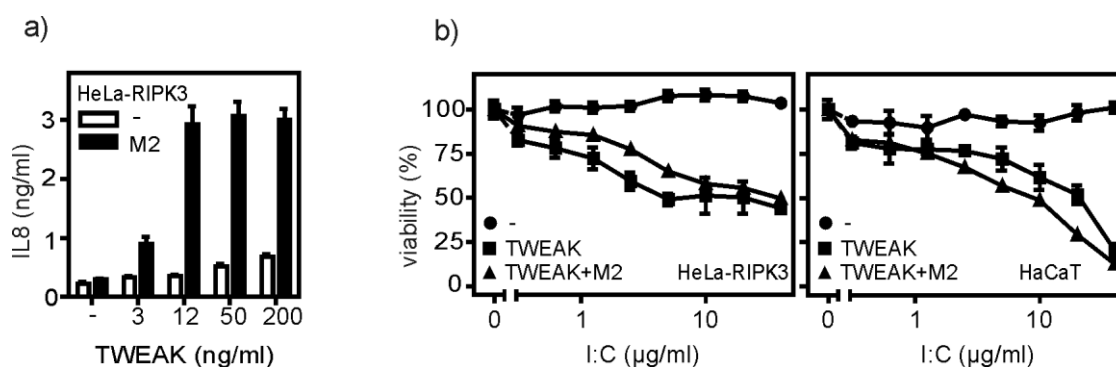 a)
HeLa-RIPK3
-
M2
IL8 (ng/ml)
3
2
1
0
- 3 12 50 200
TWEAK (ng/ml)
b)
viability (%)
100
75
50
25
0
-
TWEAK
TWEAK+M2 HeLa-RIPK3
0 1 10
I:C (µg/ml)
-
TWEAK
TWEAK+M2 HaCaT
0 1 10
I:C (µg/ml)